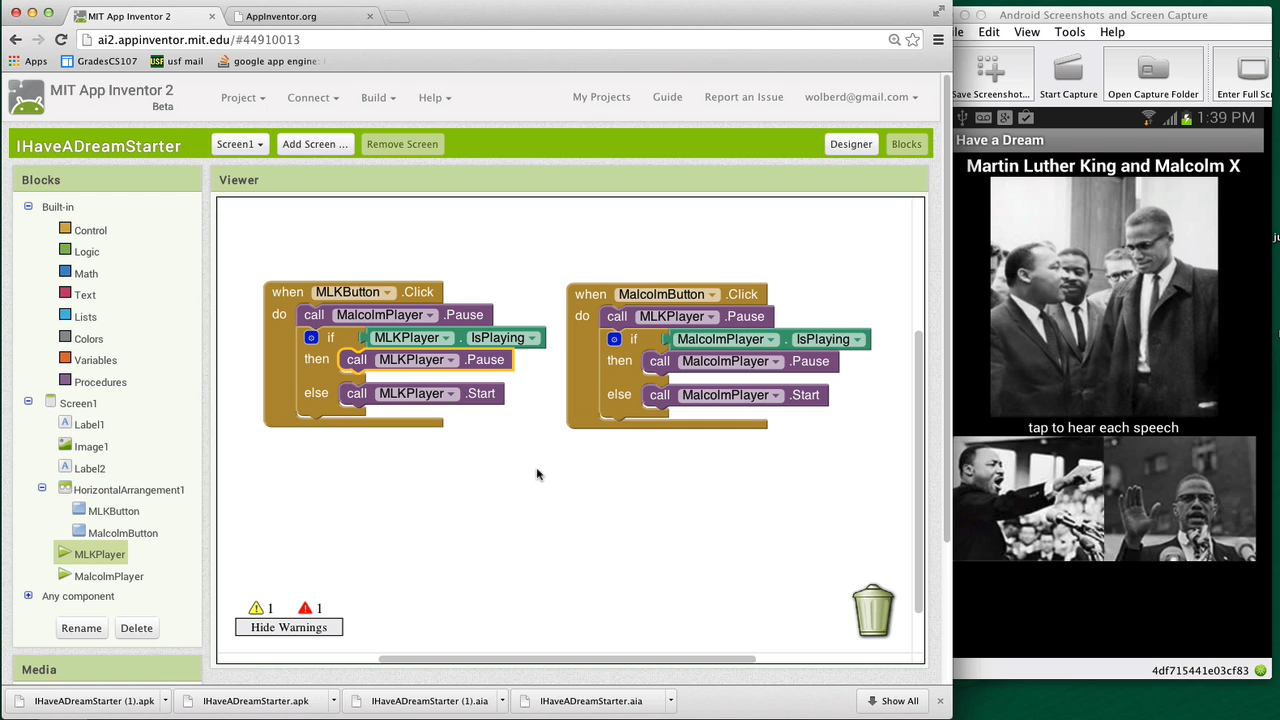 MIT App Inventor 2
AppInventor.org
ai2.appinventor.mit.edu/#44910013
Apps
GradesCS107
USF
usf mail
google app engine:
MIT App Inventor 2
Beta
Project
Connect
Build
Help
My Projects
Guide
Report an Issue
wolberd@gmail.com
IHaveADreamStarter
Screen1
Add Screen ...
Remove Screen
Designer
Blocks
Blocks
Built-in
Control
Logic
Math
Text
Lists
Colors
Variables
Procedures
Screen1
A Label1
Image1
A Label2
HorizontalArrangement1
MLKButton
MalcolmButton
MLKPlayer
MalcolmPlayer
Any component
Rename
Delete
Media
Viewer
when MLKButton .Click
do call MalcolmPlayer .Pause
if MLKPlayer . IsPlaying
then call MLKPlayer .Pause
else call MLKPlayer .Start
when MalcolmButton .Click
do call MLKPlayer .Pause
if MalcolmPlayer . IsPlaying
then call MalcolmPlayer .Pause
else call MalcolmPlayer .Start
1 1
Hide Warnings
IHaveADreamStarter (1).apk
IHaveADreamStarter.apk
IHaveADreamStarter (1).aia
IHaveADreamStarter.aia
Show All
Android Screenshots and Screen Capture
ile Edit View Tools Help
Save Screenshot...
Start Capture
Open Capture Folder
Enter Full Scr
1:39 PM
Have a Dream
Martin Luther King and Malcolm X
tap to hear each speech
4df715441e03cf83